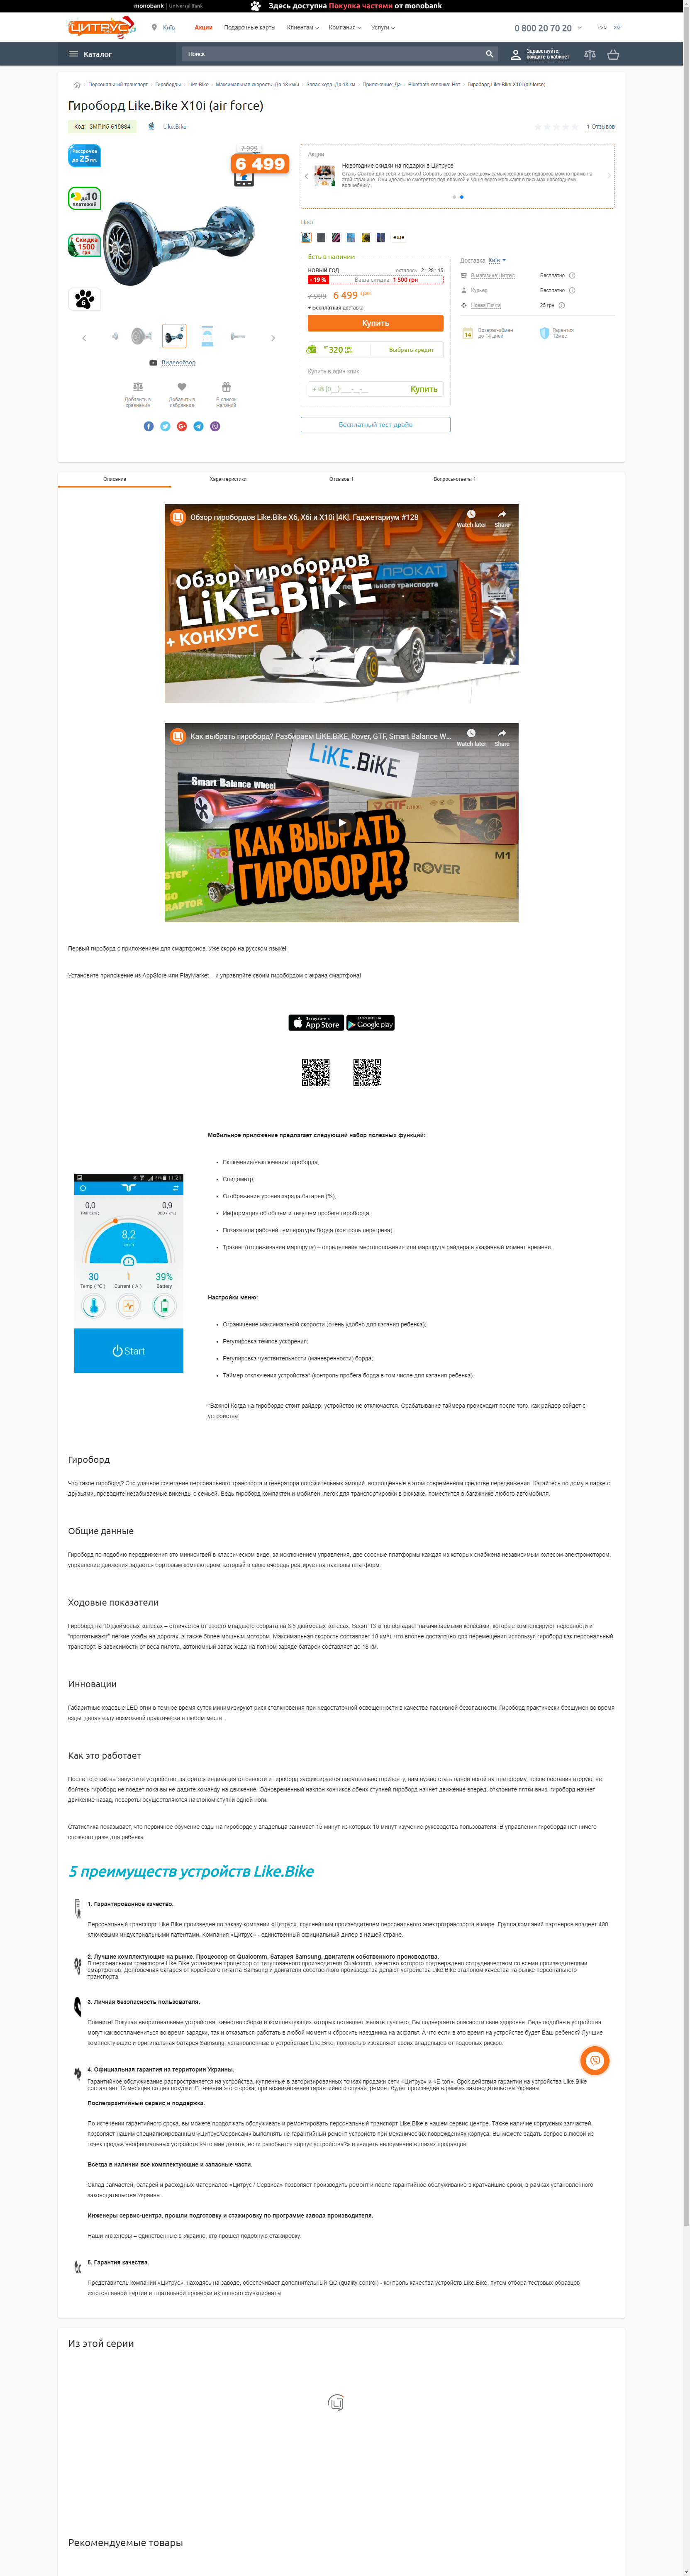 monobank | Universal Bank
Здесь доступна Покупка частями от monobank
ЦИТРУС
Київ
Акции
Подарочные карты
Клиентам
Компания
Услуги
0 800 20 70 20
РУС
УКР
Каталог
Поиск
Здравствуйте,
войдите в кабинет
Персональный транспорт
Гироборды
Like.Bike
Максимальная скорость: До 18 км/ч
Запас хода: До 18 км
Приложение: Да
Bluetooth колонка: Нет
Гироборд Like.Bike X10i (air force)
Гироборд Like.Bike X10i (air force)
Код: ЗМПИ5-615884
Like.Bike
1 Отзывов
Рассрочка
до 25 пл.
до 10
платежей
Скидка
1500
грн
7 999
6 499
Видеообзор
Добавить в
сравнение
Добавить в
избранное
В список
желаний
Акции
Новогодние скидки на подарки в Цитрусе
Стань Сантой для себя и близких! Собрать сразу весь «мешок» самых желанных подарков можно прямо на
этой странице. Они идеально смотрятся под елочкой и чаще всего мелькают в письмах новогоднему
волшебнику
Цвет
еще
Есть в наличии
НОВЫЙ ГОД
осталось 2 : 28 : 15
- 19 %
Ваша скидка 1 500 грн
7 999
6 499 грн
+ Бесплатная доставка
Купить
от 320 грн
Выбрать кредит
Купить в один клик
+38 (0__) ___-__-__
Купить
Бесплатный тест-драйв
Доставка Київ
В магазине Цитрус
Бесплатно
Курьер
Бесплатно
Новая Почта
25 грн
14
Возврат-обмен
до 14 дней
Гарантия
12мес
Описание
Характеристики
Отзывов 1
Вопросы-ответы 1
Обзор гиробордов Like.Bike X6, X6i и X10i [4K]. Гаджетариум #128
Watch later
Share
ЦИТРУС
ПРОКАТ
Обзор гиробордов
LiKE.BiKE
+ КОНКУРС
Как выбрать гироборд? Разбираем LiKE.BiKE, Rover, GTF, Smart Balance W...
Watch later
Share
LiKE.BiKE
Smart Balance Wheel
GTF
КАК ВЫБРАТЬ
ГИРОБОРД?
ROVER
M1
Первый гироборд с приложением для смартфонов. Уже скоро на русском языке!
Установите приложение из AppStore или PlayMarket – и управляйте своим гиробордом с экрана смартфона!
Загрузите в
App Store
ЗАГРУЗИТЕ НА
Google play
Мобильное приложение предлагает следующий набор полезных функций:
Включение/выключение гироборда;
Спидометр;
Отображение уровня заряда батареи (%);
Информация об общем и текущем пробеге гироборда;
Показатели рабочей температуры борда (контроль перегрева);
Трэкинг (отслеживание маршрута) – определение местоположения или маршрута райдера в указанный момент времени.
11:21
0,0
0,9
8,2
30
1
39%
Temp ( C )
Current ( A )
Battery
Start
Настройки меню:
Ограничение максимальной скорости (очень удобно для катания ребенка);
Регулировка темпов ускорения;
Регулировка чувствительности (маневренности) борда;
Таймер отключения устройства* (контроль пробега борда в том числе для катания ребенка).
*Важно! Когда на гироборде стоит райдер, устройство не отключается. Срабатывание таймера происходит после того, как райдер сойдет с
устройства.
Гироборд
Что такое гироборд? Это удачное сочетание персонального транспорта и генератора положительных эмоций, воплощённые в этом современном средстве передвижения. Катайтесь по дому в парке с
друзьями, проводите незабываемые викенды с семьей. Ведь гироборд компактен и мобилен, легок для транспортировки в рюкзаке, поместится в багажнике любого автомобиля.
Общие данные
Гироборд по подобию передвижения это минисигвей в классическом виде, за исключением управления, две соосные платформы каждая из которых снабжена независимым колесом-электромотором,
управление движения задается бортовым компьютером, который в свою очередь реагирует на наклоны платформ.
Ходовые показатели
Гироборд на 10 дюймовых колесах – отличается от своего младшего собрата на 6,5 дюймовых колесах. Весит 13 кг но обладает накачиваемыми колесами, которые компенсируют неровности и
"проглатывают" легкие ухабы на дорогах, а также более мощным мотором. Максимальная скорость составляет 18 км/ч, что вполне достаточно для перемещения используя гироборд как персональный
транспорт. В зависимости от веса пилота, автономный запас хода на полном заряде батареи составляет до 18 км.
Инновации
Габаритные ходовые LED огни в темное время суток минимизируют риск столкновения при недостаточной освещенности в качестве пассивной безопасности. Гироборд практически бесшумен во время
езды, делая езду возможной практически в любом месте.
Как это работает
После того как вы запустите устройство, загорится индикация готовности и гироборд зафиксируется параллельно горизонту, вам нужно стать одной ногой на платформу, после поставив вторую, не
бойтесь гироборд не поедет пока вы не дадите команду на движение. Одновременный наклон кончиков обеих ступней гироборд начнет движение вперед, отклоните пятки вниз, гироборд начнет
движение назад, повороты осуществляются наклоном ступни одной ноги.
Статистика показывает, что первичное обучение езды на гироборде у владельца занимает 15 минут из которых 10 минут изучение руководства пользователя. В управлении гироборда нет ничего
сложного даже для ребенка.
5 преимуществ устройств Like.Bike
1. Гарантированное качество.
Персональный транспорт Like.Bike произведен по заказу компании «Цитрус», крупнейшим производителем персонального электротранспорта в мире. Группа компаний партнеров владеет 400
ключевыми индустриальными патентами. Компания «Цитрус» - единственный официальный дилер в нашей стране.
2. Лучшие комплектующие на рынке. Процессор от Qualcomm, батарея Samsung, двигатели собственного производства.
В персональном транспорте Like.Bike установлен процессор от титулованного производителя Qualcomm, качество которого подтверждено сотрудничеством со всеми производителями
смартфонов. Долговечная батарея от корейского гиганта Samsung и двигатели собственного производства делают устройства Like.Bike эталоном качества на рынке персонального
транспорта.
3. Личная безопасность пользователя.
Помните! Покупая неоригинальные устройства, качество сборки и комплектующих которых оставляет желать лучшего, Вы подвергаете опасности свое здоровье. Ведь подобные устройства
могут как воспламениться во время зарядки, так и отказаться работать в любой момент и сбросить наездника на асфальт. А что если в это время на устройстве будет Ваш ребенок? Лучшие
комплектующие и оригинальная батарея Samsung, установленные в устройствах Like.Bike, полностью избавляют своих владельцев от подобных рисков.
4. Официальная гарантия на территории Украины.
Гарантийное обслуживание распространяется на устройства, купленные в авторизированных точках продажи сети «Цитрус» и «E-ton». Срок действия гарантии на устройства Like.Bike
составляет 12 месяцев со дня покупки. В течении этого срока, при возникновении гарантийного случая, ремонт будет произведен в рамках законодательства Украины.
Послегарантийный сервис и поддержка.
По истечении гарантийного срока, вы можете продолжать обслуживать и ремонтировать персональный транспорт Like.Bike в нашем сервис-центре. Также наличие корпусных запчастей,
позволяет нашим специализированным «Цитрус/Сервисам» выполнять не гарантийный ремонт устройств при механических повреждениях корпуса. Вы можете задать вопрос в любой из
точек продаж неофициальных устройств «Что мне делать, если разобьется корпус устройства?» и увидеть недоумение в глазах продавцов.
Всегда в наличии все комплектующие и запасные части.
Склад запчастей, батарей и расходных материалов «Цитрус / Сервиса» позволяет производить ремонт и после гарантийное обслуживание в кратчайшие сроки, в рамках установленного
законодательства Украины.
Инженеры сервис-центра, прошли подготовку и стажировку по программе завода производителя.
Наши инженеры – единственные в Украине, кто прошел подобную стажировку.
5. Гарантия качества.
Представитель компании «Цитрус», находясь на заводе, обеспечивает дополнительный QC (quality control) - контроль качества устройств Like.Bike, путем отбора тестовых образцов
изготовленной партии и тщательной проверки их полного функционала.
Из этой серии
Рекомендуемые товары